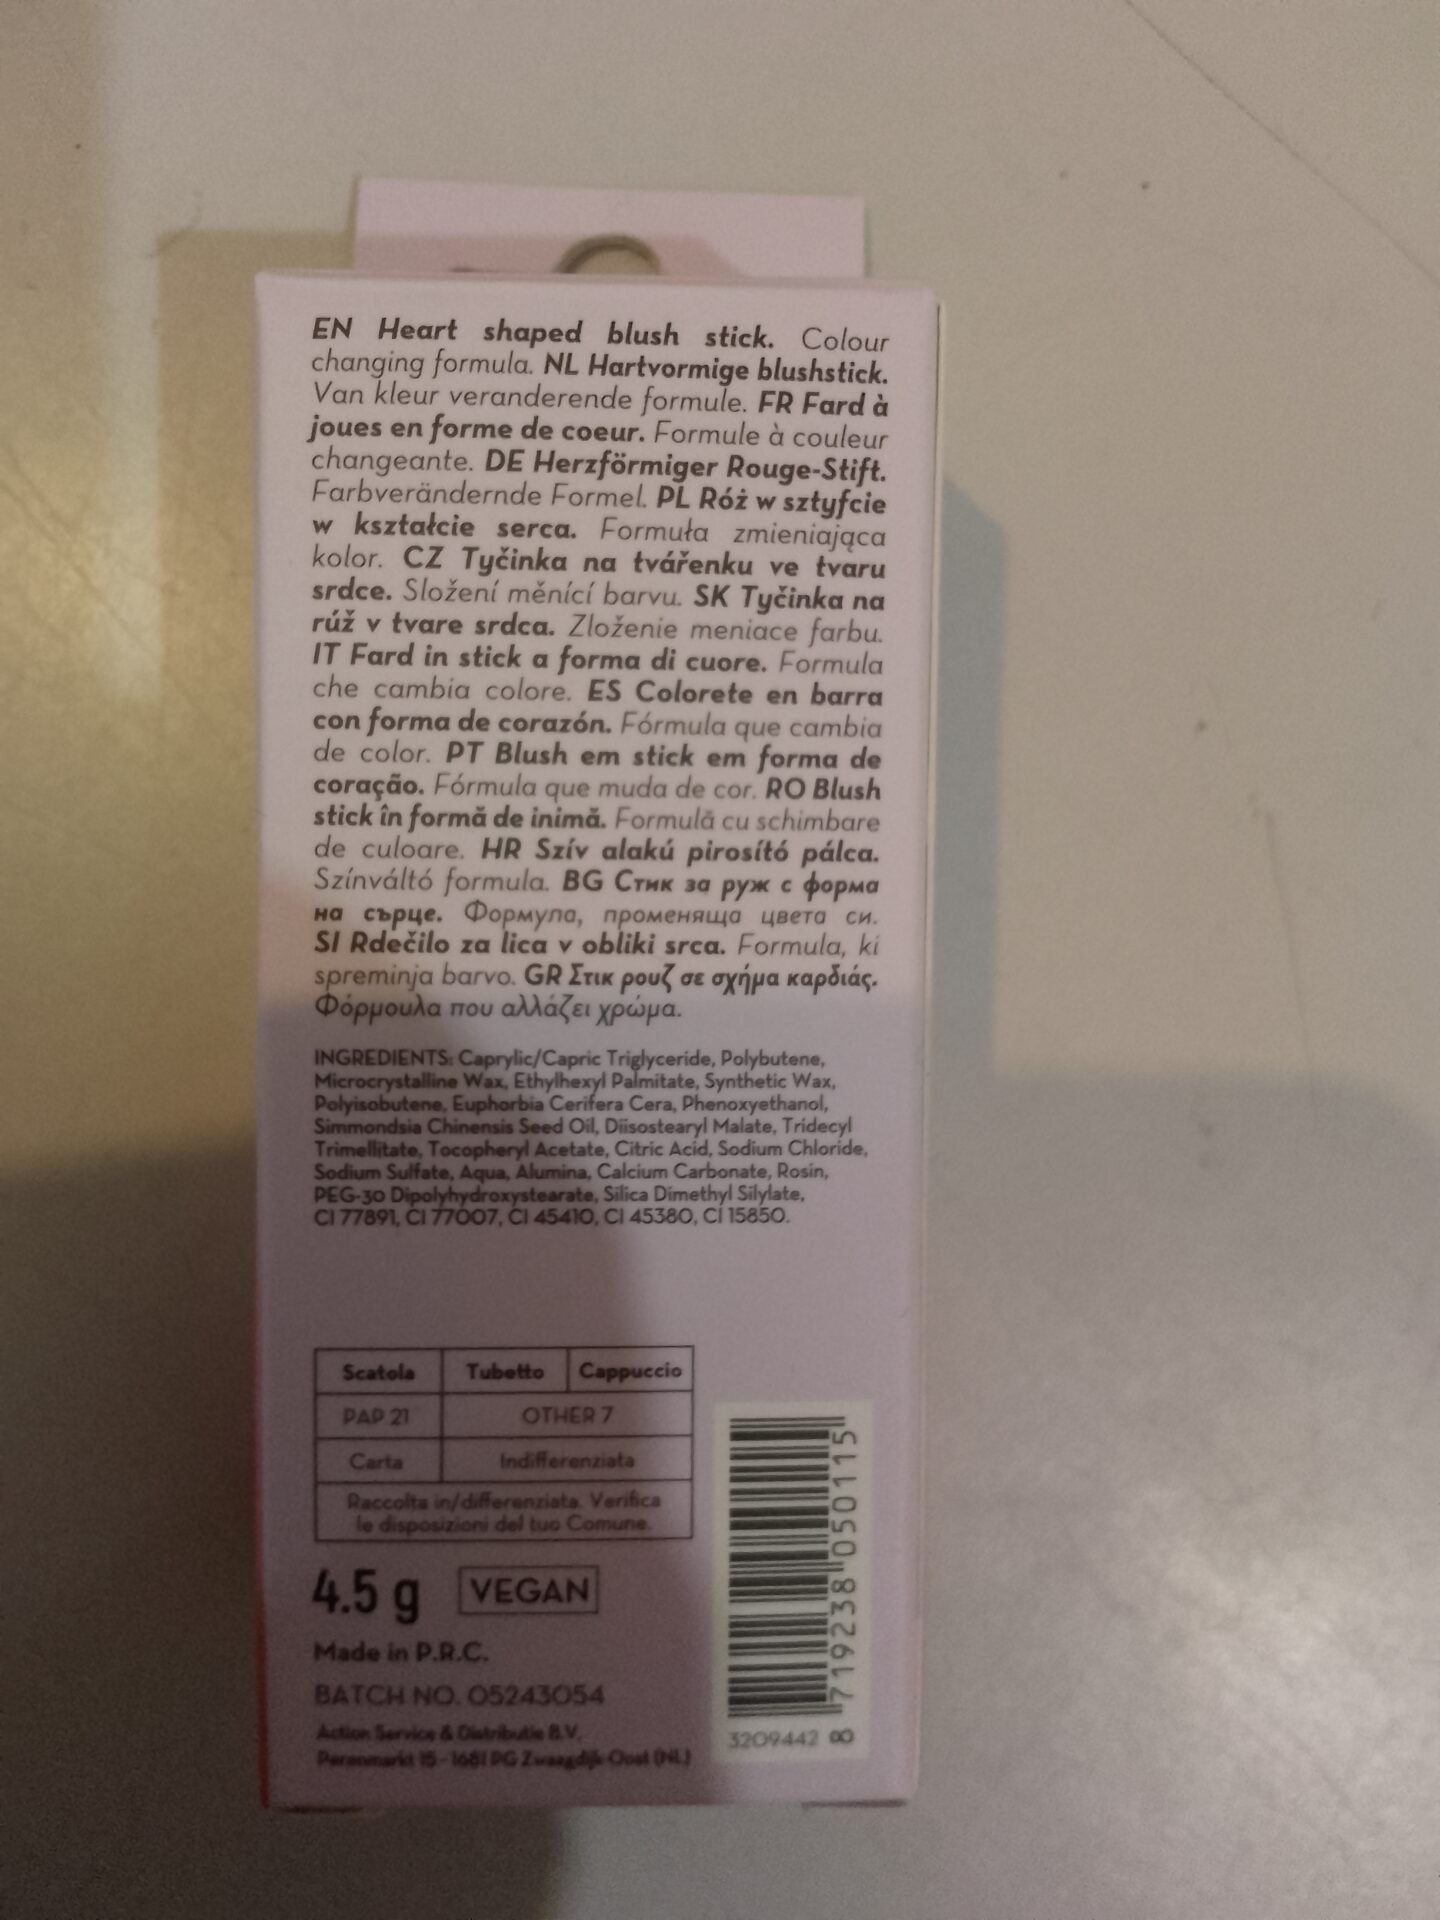 EN Heart shaped blush stick. Colour
changing formula. NL Hartvormige blushstick.
Van kleur veranderende formule. FR Fard à
joues en forme de coeur. Formule à couleur
changeante. DE Herzförmiger Rouge-Stift.
Farbverändernde Formel. PL Róż w sztyfcie
w kształcie serca. Formuła zmieniająca
kolor. CZ Tyčinka na tvářenku ve tvaru
srdce. Složení měnící barvu. SK Tyčinka na
rúž v tvare srdca. Zloženie meniace farbu.
IT Fard in stick a forma di cuore. Formula
che cambia colore. ES Colorete en barra
con forma de corazón. Fórmula que cambia
de color. PT Blush em stick em forma de
coração. Fórmula que muda de cor. RO Blush
stick în formă de inimă. Formulă cu schimbare
de culoare. HR Szív alakú pirosító pálca.
Színváltó formula. BG Стик за руж с форма
на сърце. Формула, променяща цвета си.
SI Rdečilo za lica v obliki srca. Formula, ki
spreminja barvo. GR Στικ ρουζ σε σχήμα καρδιάς.
Φόρμουλα που αλλάζει χρώμα.
INGREDIENTS: Caprylic/Capric Triglyceride, Polybutene,
Microcrystalline Wax, Ethylhexyl Palmitate, Synthetic Wax,
Polyisobutene, Euphorbia Cerifera Cera, Phenoxyethanol,
Simmondsia Chinensis Seed Oil, Diisostearyl Malate, Tridecyl
Trimellitate, Tocopheryl Acetate, Citric Acid, Sodium Chloride,
Sodium Sulfate, Aqua, Alumina, Calcium Carbonate, Rosin,
PEG-30 Dipolyhydroxystearate, Silica Dimethyl Silylate,
CI 77891, CI 77007, CI 45410, CI 45380, CI 15850.
Scatola Tubetto Cappuccio
PAP 21 OTHER 7
Carta Indifferenziata
Raccolta in/differenziata. Verifica
le disposizioni del tuo Comune.
4.5 g VEGAN
Made in P.R.C.
BATCH NO. 05243054
Action Service & Distributie B.V.
Perenmarkt 15 - 1681 PG Zwaagdijk-Oost (NL)
8 719238 050115
3209442